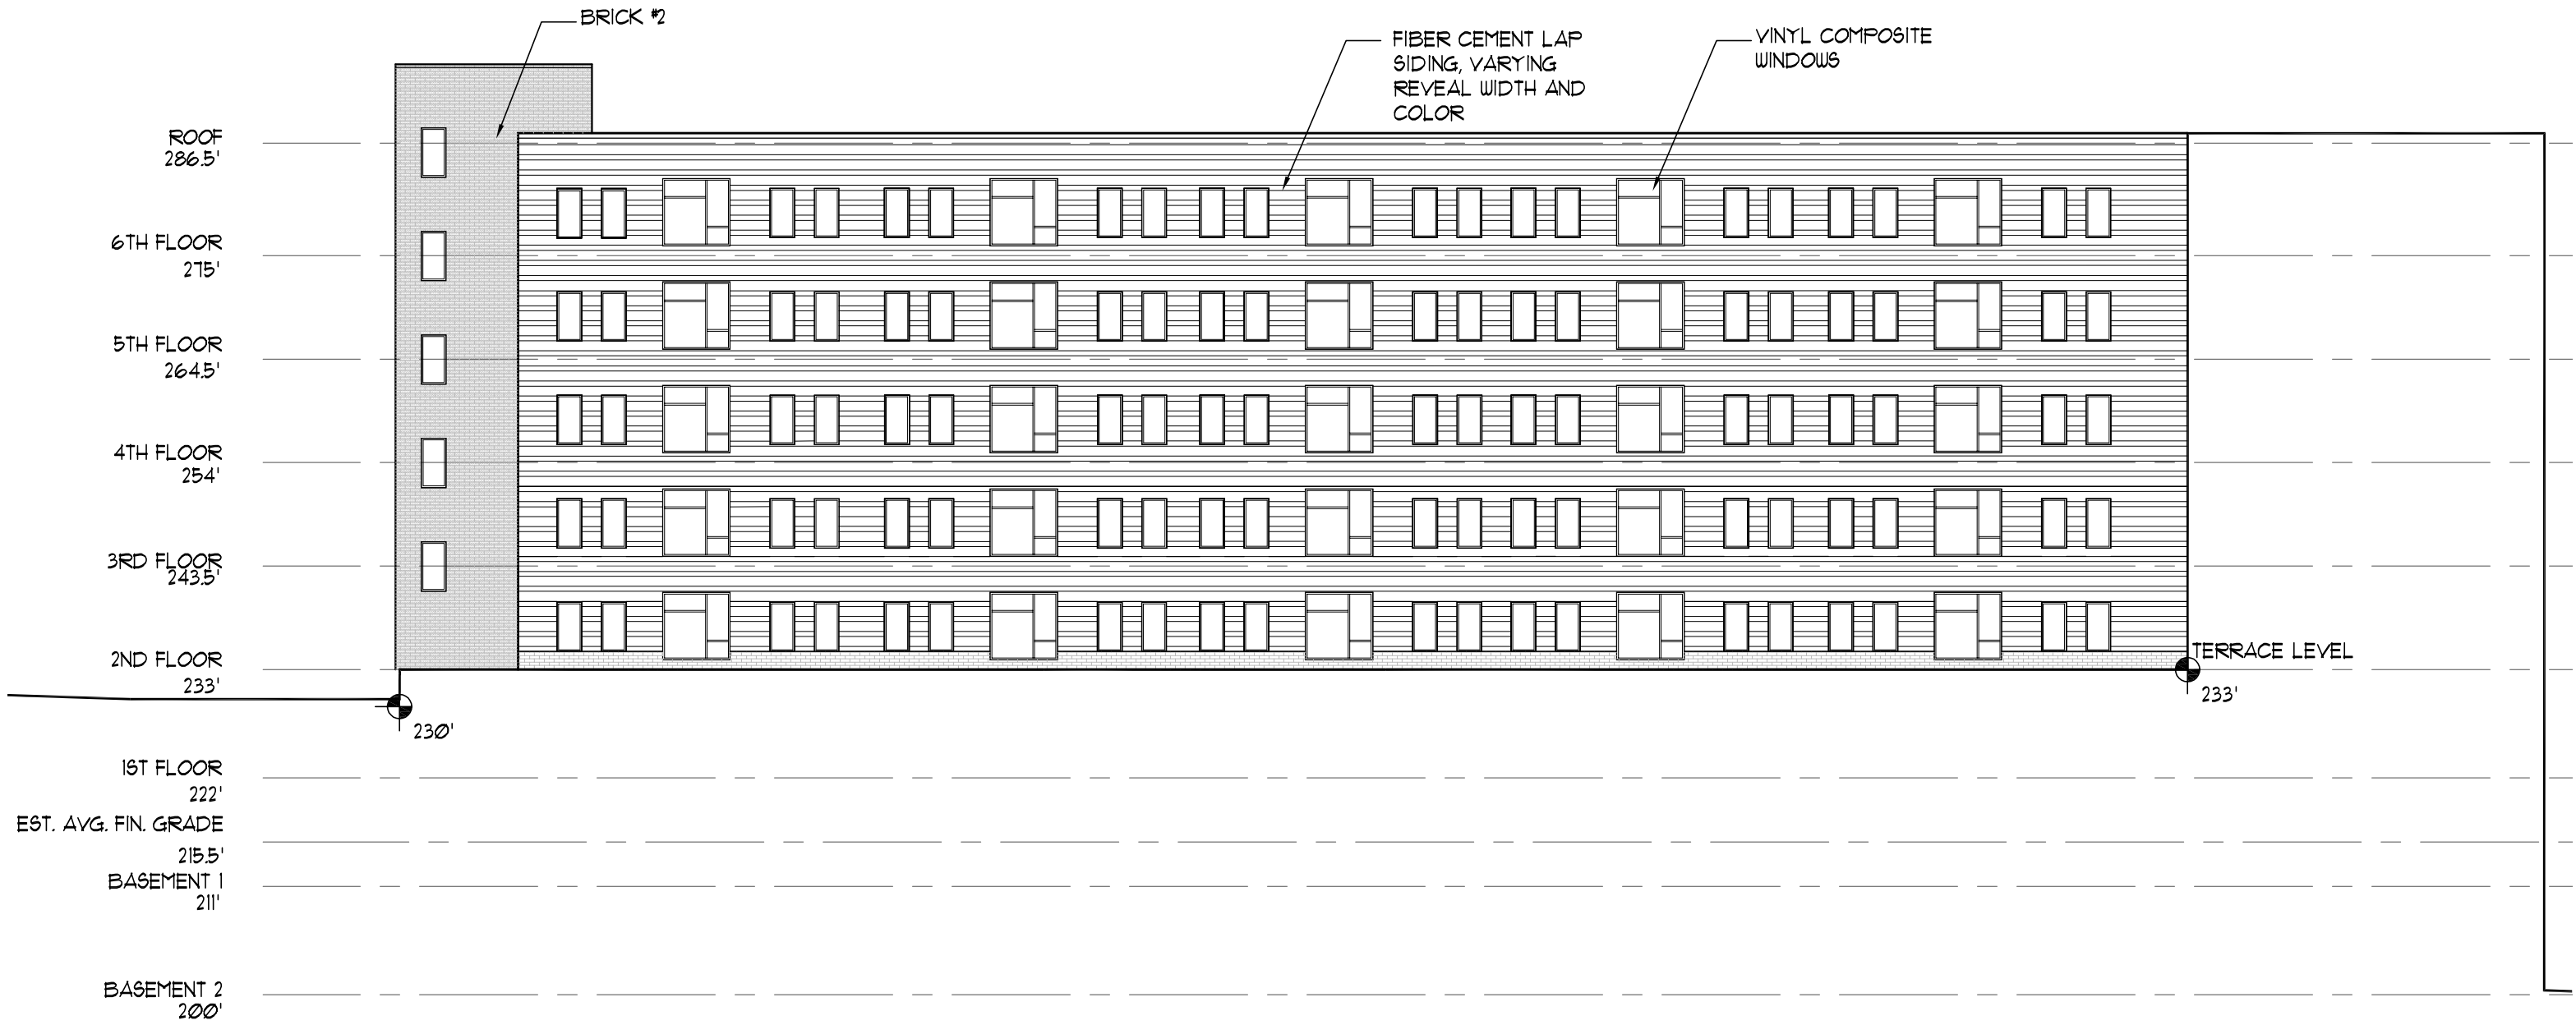 BRICK #2
FIBER CEMENT LAP
SIDING, VARYING
REVEAL WIDTH AND
COLOR
VINYL COMPOSITE
WINDOWS
ROOF
286.5'
6TH FLOOR
275'
5TH FLOOR
264.5'
4TH FLOOR
254'
3RD FLOOR
243.5'
2ND FLOOR
233'
TERRACE LEVEL
233'
230'
1ST FLOOR
222'
EST. AVG. FIN. GRADE
215.5'
BASEMENT 1
211'
BASEMENT 2
200'